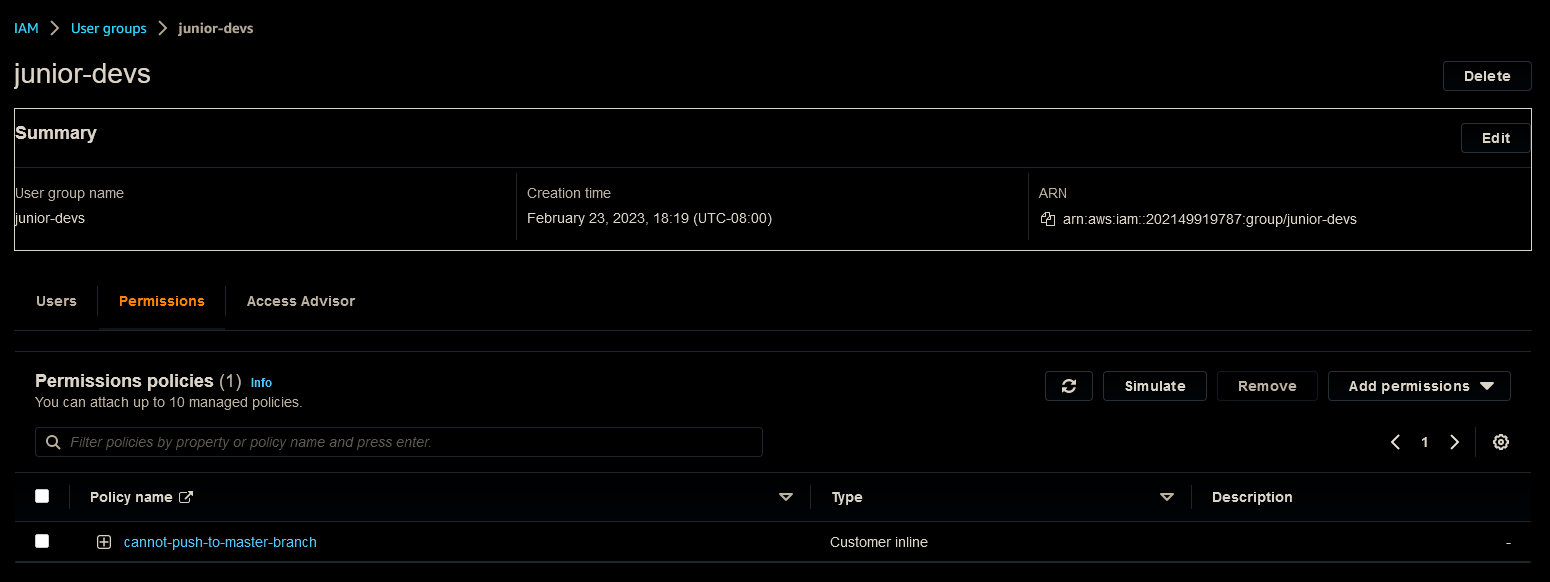 IAM > User groups > junior-devs
junior-devs
Delete
Summary
Edit
User group name
junior-devs
Creation time
February 23, 2023, 18:19 (UTC-08:00)
ARN
arn:aws:iam::202149919787:group/junior-devs
Users
Permissions
Access Advisor
Permissions policies (1) Info
You can attach up to 10 managed policies.
Simulate
Remove
Add permissions
Filter policies by property or policy name and press enter.
1
Policy name
Type
Description
cannot-push-to-master-branch
Customer inline
-